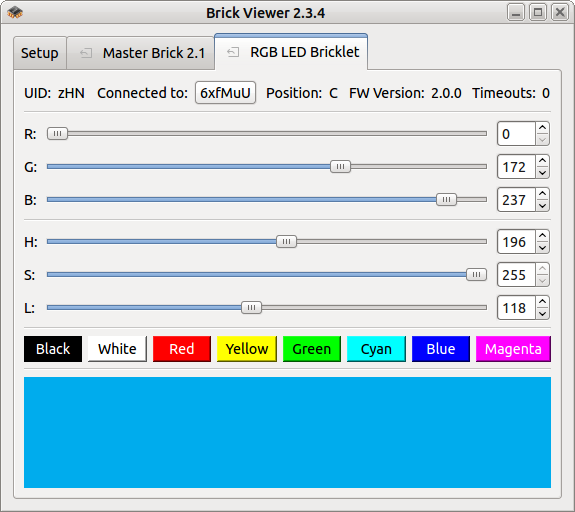 Brick Viewer 2.3.4
Setup Master Brick 2.1 RGB LED Bricklet
UID: zHN Connected to: 6xfMuU Position: C FW Version: 2.0.0 Timeouts: 0
R: 0
G: 172
B: 237
H: 196
S: 255
L: 118
Black White Red Yellow Green Cyan Blue Magenta